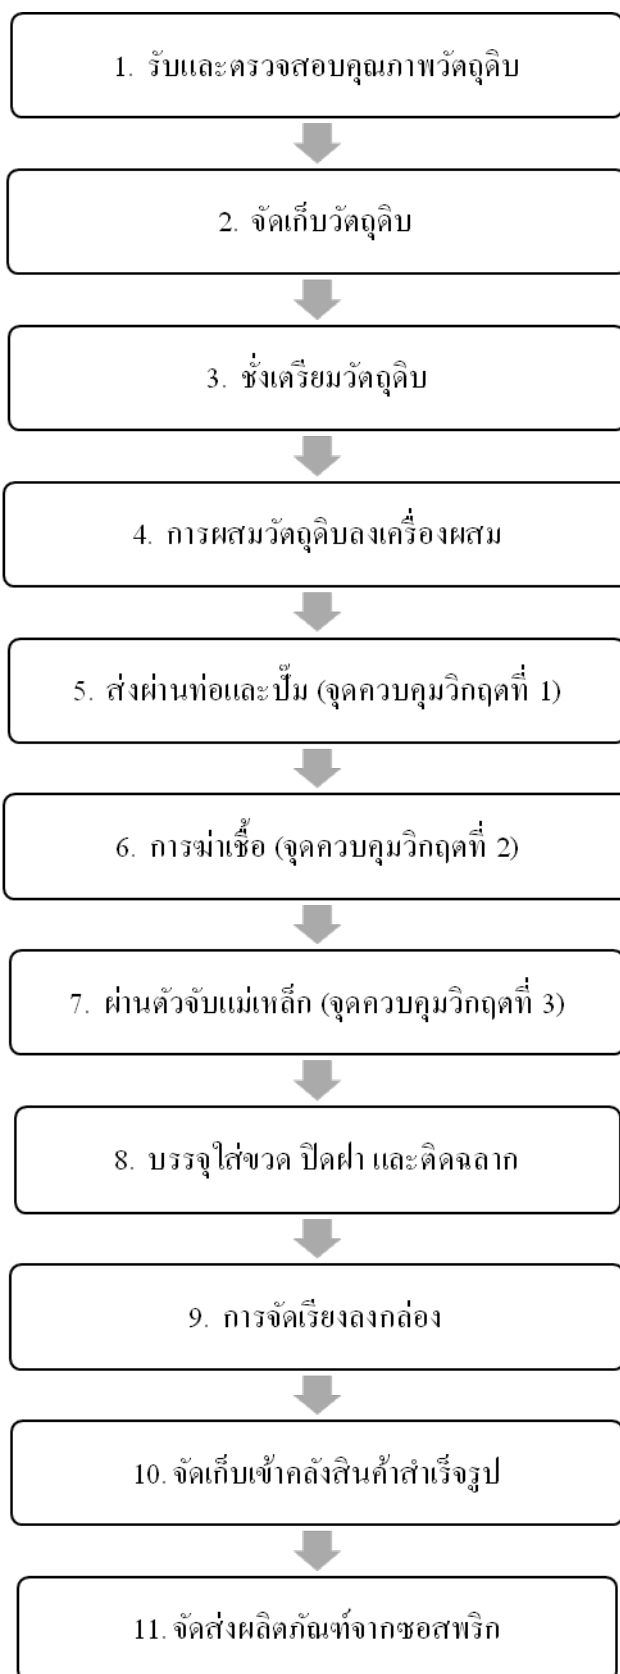 1. รับและตรวจสอบคุณภาพวัตถุดิบ
2. จัดเก็บวัตถุดิบ
3. ชั่งเตรียมวัตถุดิบ
4. การผสมวัตถุดิบลงเครื่องผสม
5. ส่งผ่านท่อและปั๊ม (จุดควบคุมวิกฤตที่ 1)
6. การฆ่าเชื้อ (จุดควบคุมวิกฤตที่ 2)
7. ผ่านตัวจับแม่เหล็ก (จุดควบคุมวิกฤตที่ 3)
8. บรรจุใส่ขวด ปิดฝา และติดฉลาก
9. การจัดเรียงลงกล่อง
10. จัดเก็บเข้าคลังสินค้าสำเร็จรูป
11. จัดส่งผลิตภัณฑ์จากซอสพริก